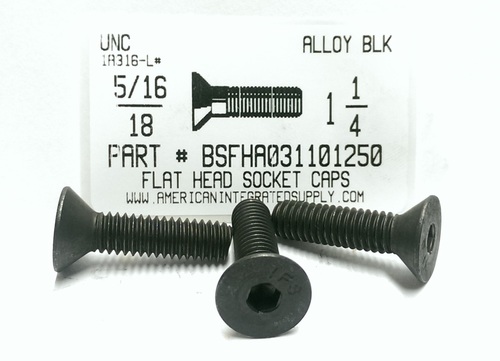 UNC
ALLOY BLK
1A316-L#
5/16
18
1 1/4
PART # BSFHA031101250
FLAT HEAD SOCKET CAPS
WWW.AMERICANINTEGRATEDSUPPLY.COM